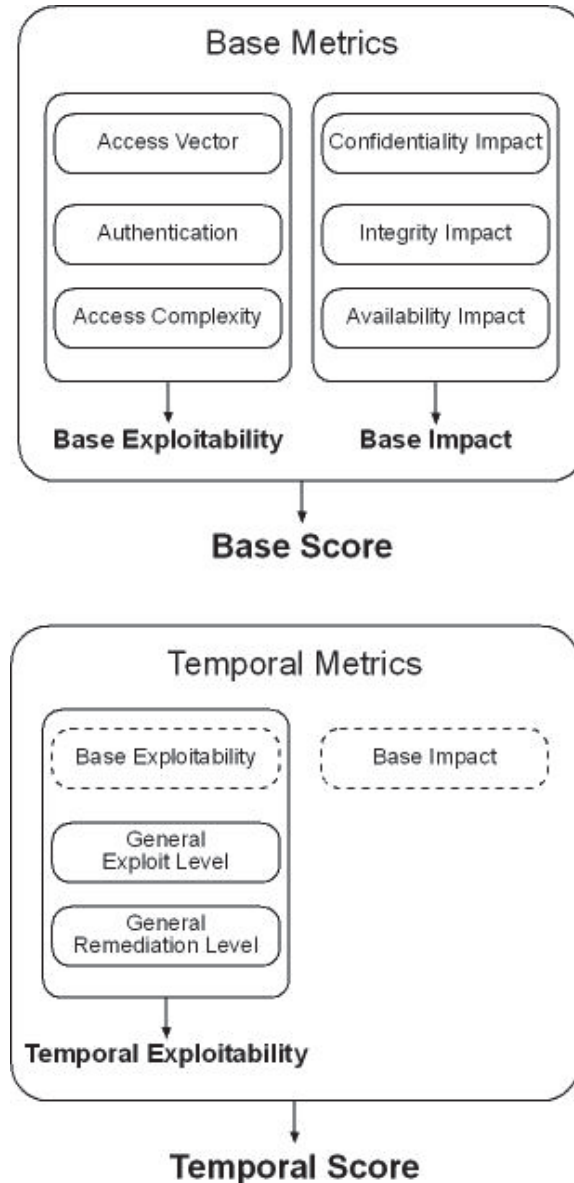 Base Metrics
Access Vector
Authentication
Access Complexity
Base Exploitability
Confidentiality Impact
Integrity Impact
Availability Impact
Base Impact
Base Score
Temporal Metrics
Base Exploitability
General
Exploit Level
General
Remediation Level
Temporal Exploitability
Base Impact
Temporal Score